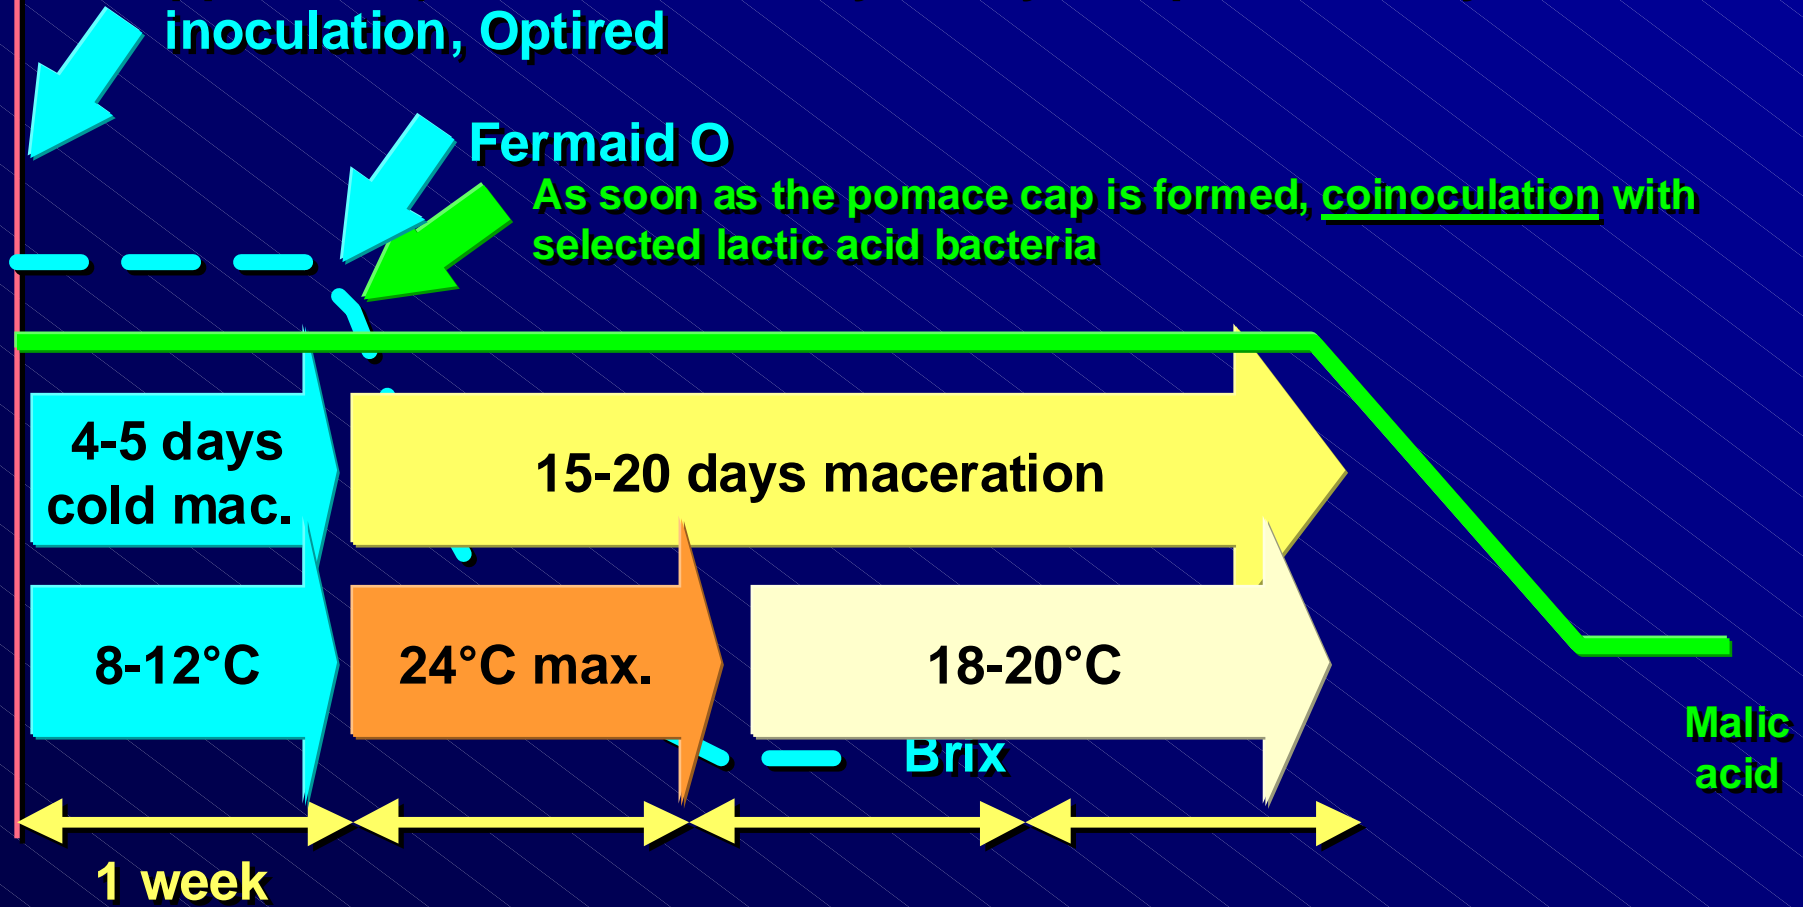 inoculation, Optired
Fermaid O
As soon as the pomace cap is formed, coinoculation with
selected lactic acid bacteria
4-5 days
cold mac.
15-20 days maceration
8-12°C
24°C max.
18-20°C
Brix
Malic
acid
1 week